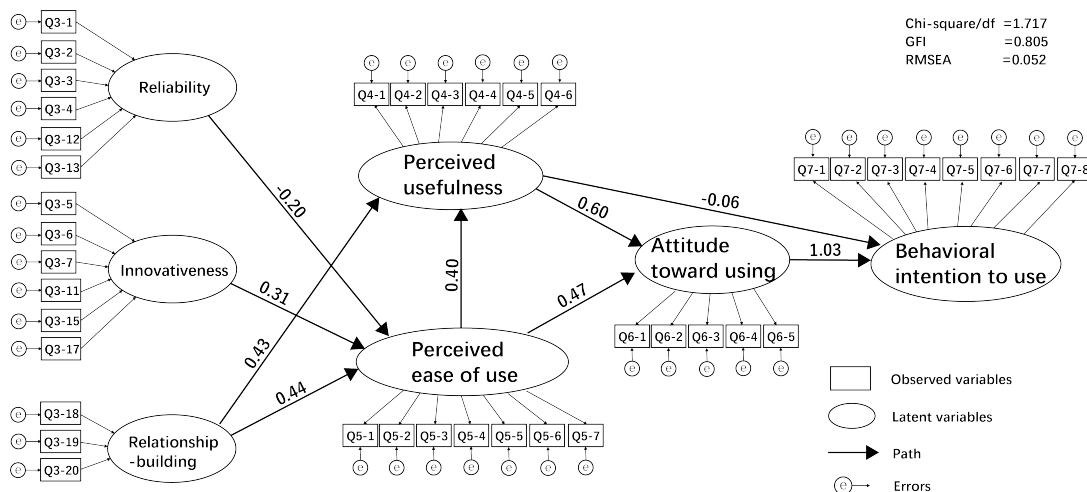 Chi-square/df =1.717
GFI =0.805
RMSEA =0.052
e Q3-1
e Q3-2
e Q3-3
e Q3-4
e Q3-12
e Q3-13
Reliability
e Q3-5
e Q3-6
e Q3-7
e Q3-11
e Q3-15
e Q3-17
Innovativeness
e Q3-18
e Q3-19
e Q3-20
Relationship
-building
-0.20
0.31
0.43
0.44
e e e e e e
Q4-1 Q4-2 Q4-3 Q4-4 Q4-5 Q4-6
Perceived
usefulness
0.40
Perceived
ease of use
Q5-1 Q5-2 Q5-3 Q5-4 Q5-5 Q5-6 Q5-7
e e e e e e e
0.60
-0.06
0.47
Attitude
toward using
Q6-1 Q6-2 Q6-3 Q6-4 Q6-5
e e e e e
1.03
e e e e e e e e
Q7-1 Q7-2 Q7-3 Q7-4 Q7-5 Q7-6 Q7-7 Q7-8
Behavioral
intention to use
Observed variables
Latent variables
Path
e Errors